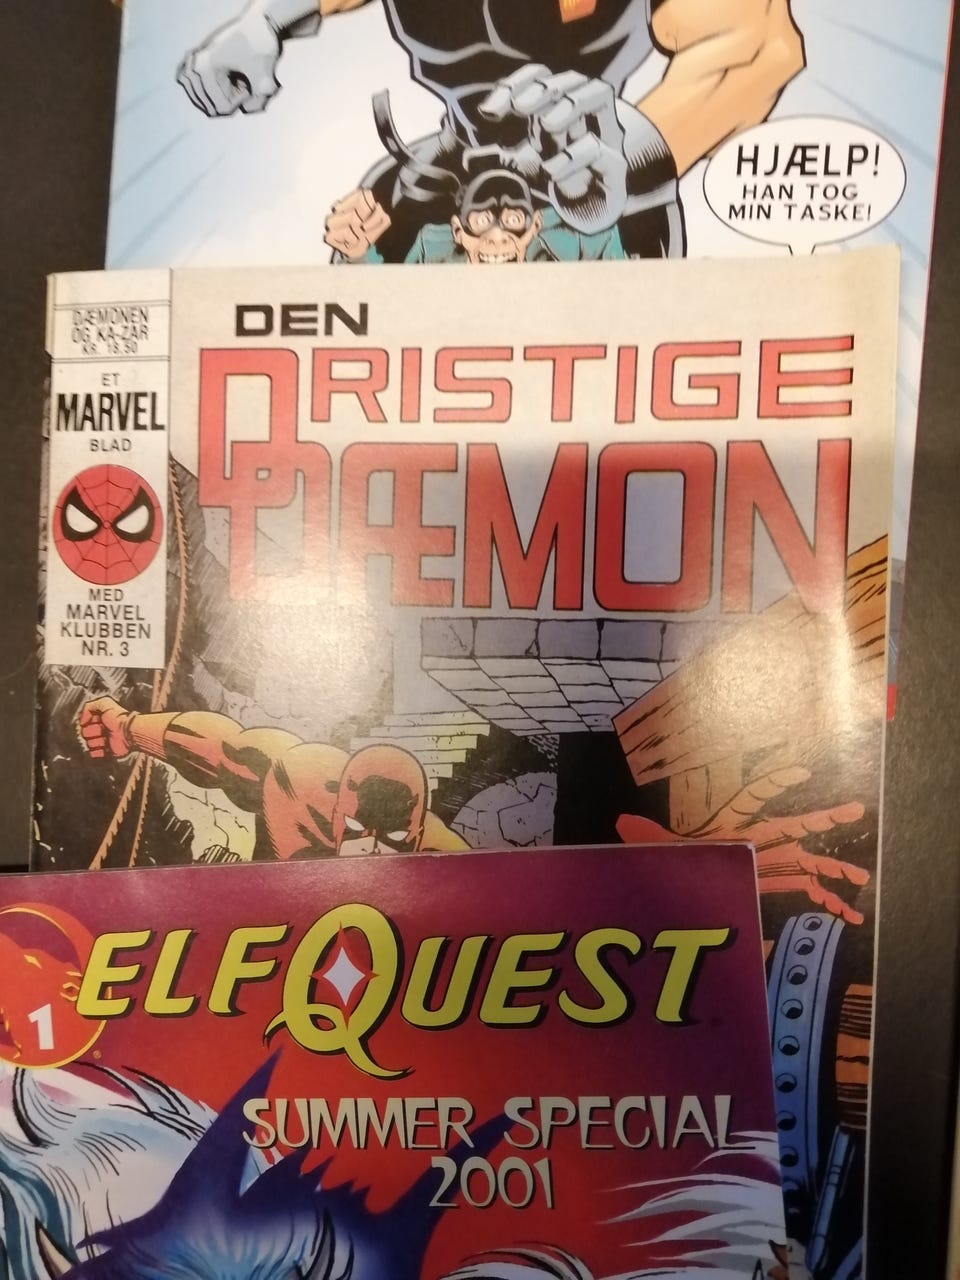 HJÆLP!
HAN TOG
MIN TASKE!
DÆMONEN
OG KA-ZAR
KR. 18,50
ET
MARVEL
BLAD
MED
MARVEL
KLUBBEN
NR. 3
DEN
DRISTIGE
DÆMON
1
ELFQUEST
SUMMER SPECIAL
2001